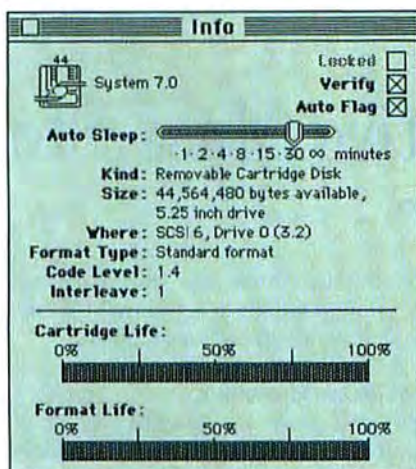 Info
44
System 7.0
Locked
Verify
Auto Flag
Auto Sleep:
·1·2·4·8·15·30 ∞ minutes
Kind: Removable Cartridge Disk
Size: 44,564,480 bytes available,
5.25 inch drive
Where: SCSI 6, Drive 0 (3.2)
Format Type: Standard format
Code Level: 1.4
Interleave: 1
Cartridge Life:
0% 50% 100%
Format Life:
0% 50% 100%